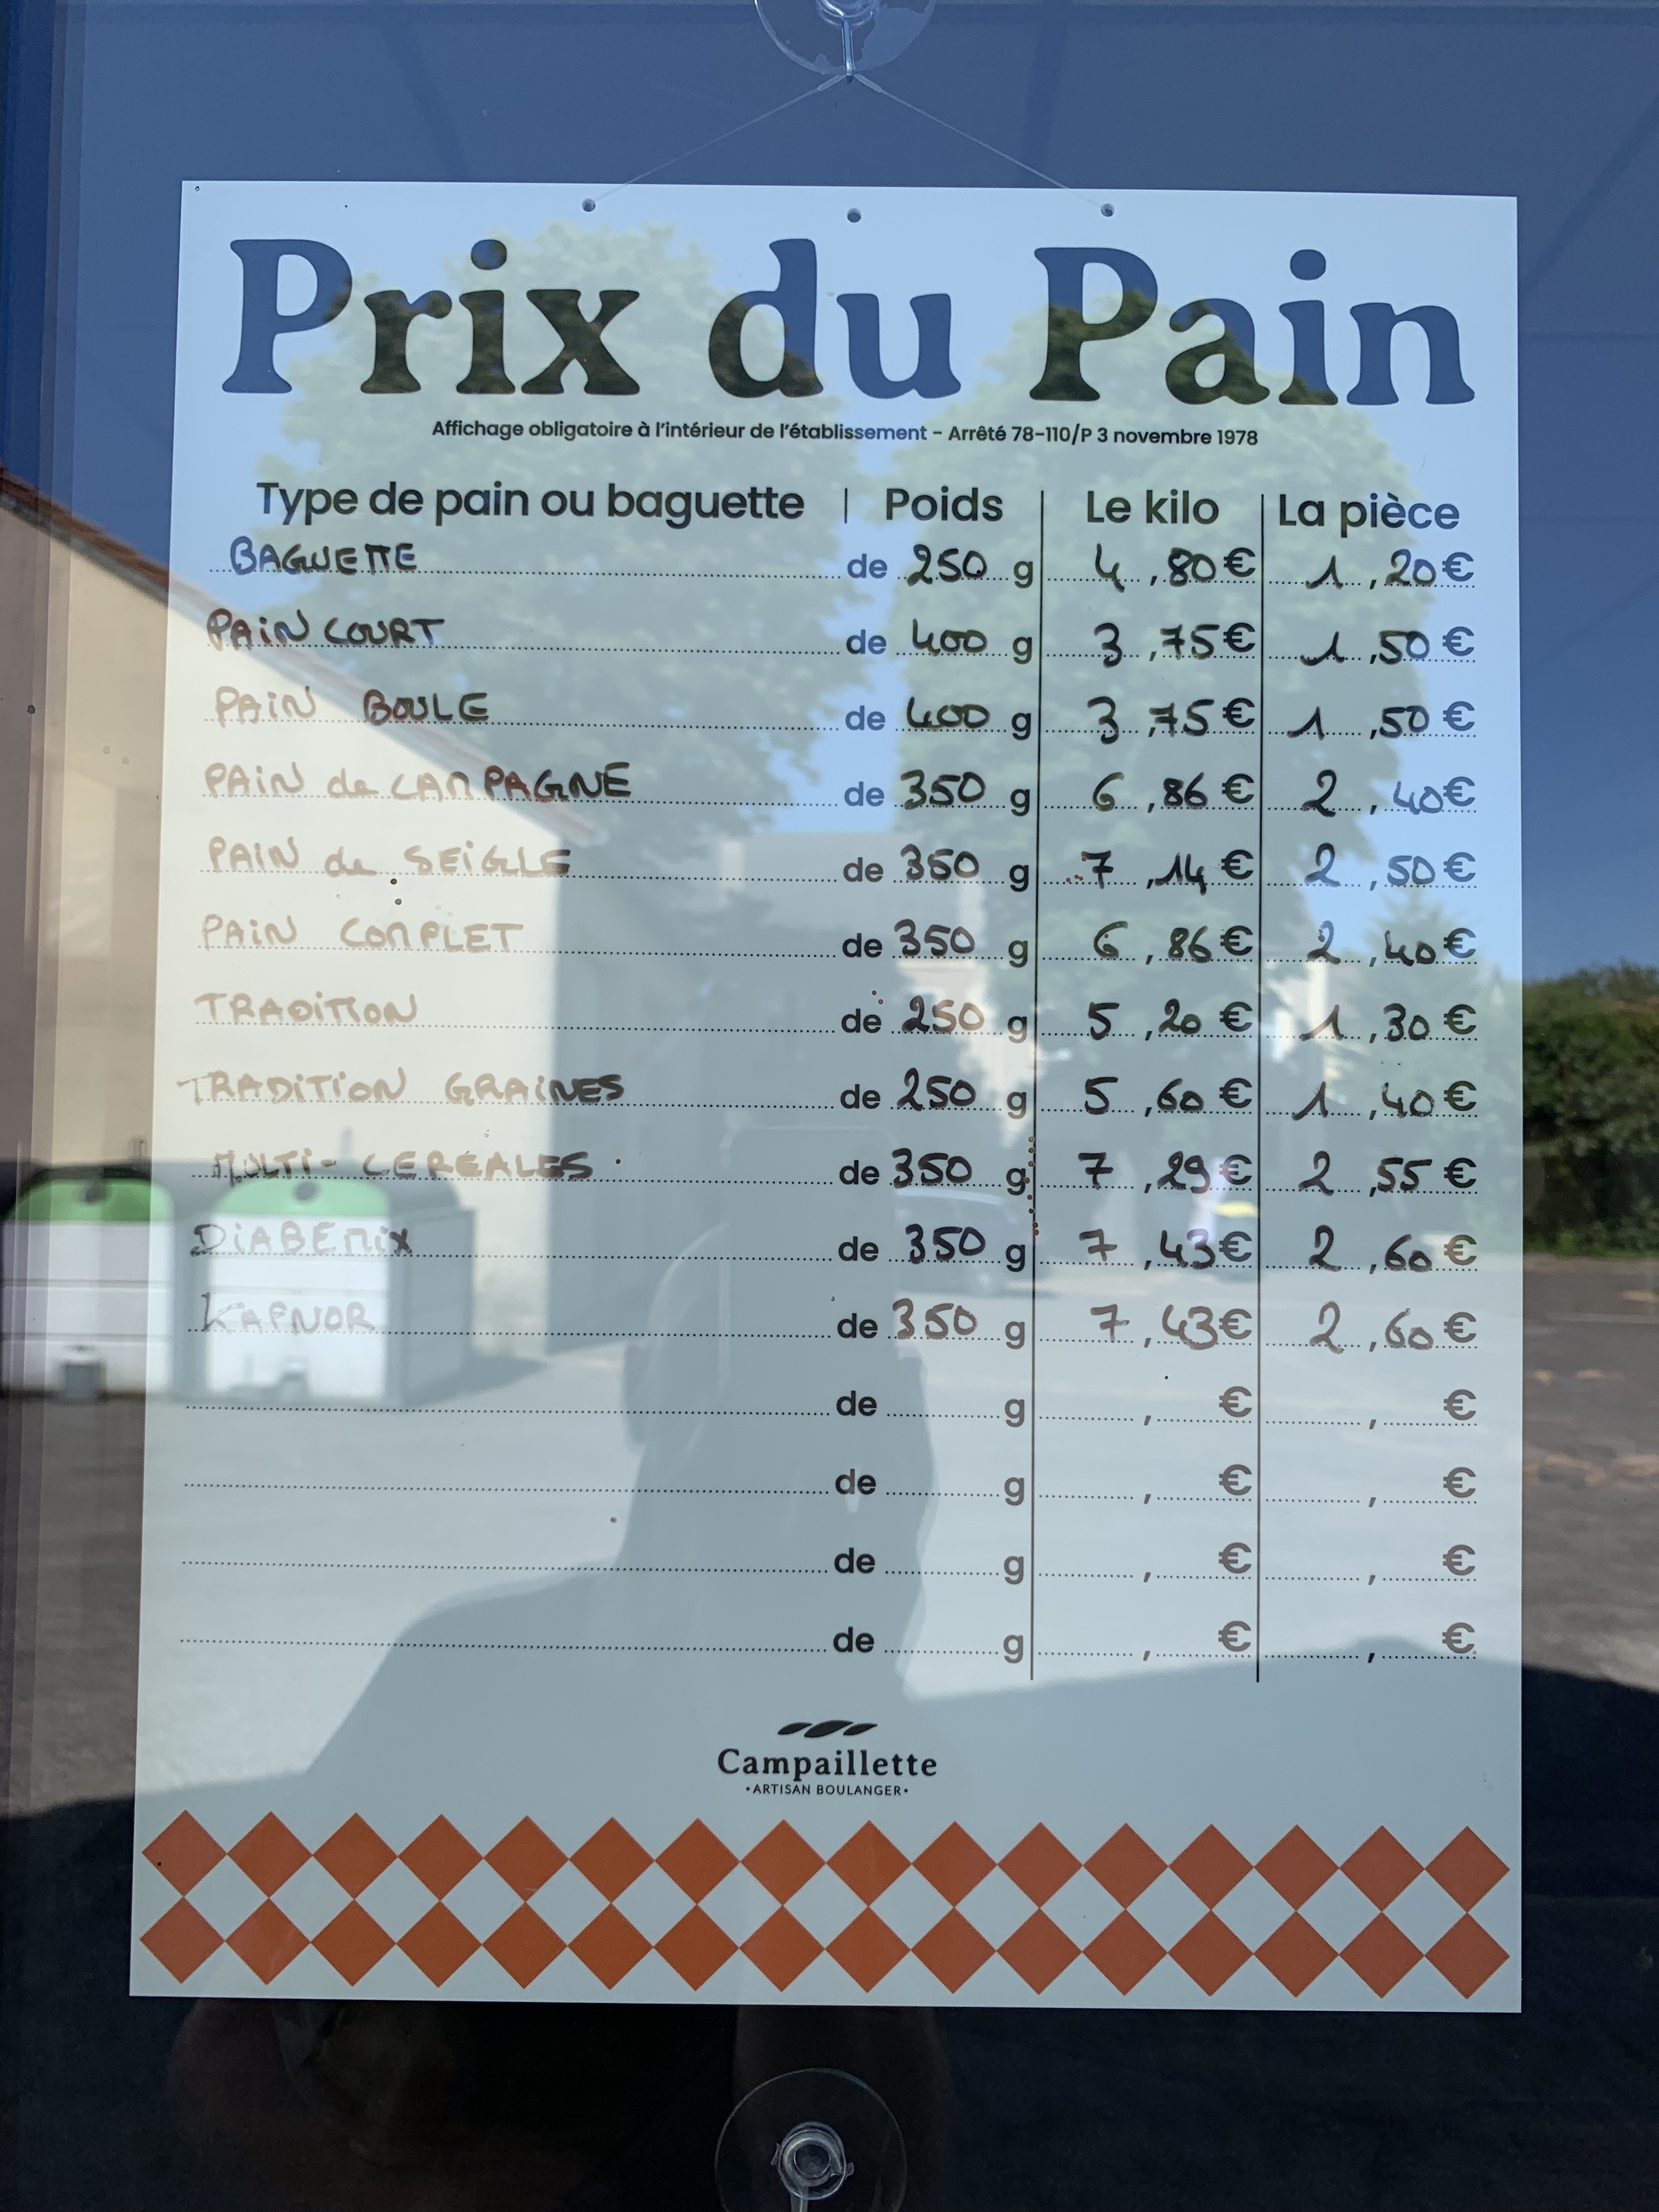 Prix du Pain
Affichage obligatoire à l'intérieur de l'établissement - Arrêté 78-110/P 3 novembre 1978
Type de pain ou baguette | Poids | Le kilo | La pièce
BAGUETTE de 250 g 4,80 € 1,20 €
PAiN COURT de 400 g 3,75 € 1,50 €
PAiN BOULE de 400 g 3,75 € 1,50 €
PAiN de CAMPAGNE de 350 g 6,86 € 2,40 €
PAiN de SEiGLE de 350 g 7,14 € 2,50 €
PAiN COMPLET de 350 g 6,86 € 2,40 €
TRADiTiON de 250 g 5,20 € 1,30 €
TRADiTiON GRAiNES de 250 g 5,60 € 1,40 €
MULTi-CEREALES de 350 g 7,29 € 2,55 €
DiABETiX de 350 g 7,43 € 2,60 €
de 350 g 7,43 € 2,60 €
de g , € , €
de g , € , €
de g , € , €
de g , € , €
Campaillette
•ARTISAN BOULANGER•